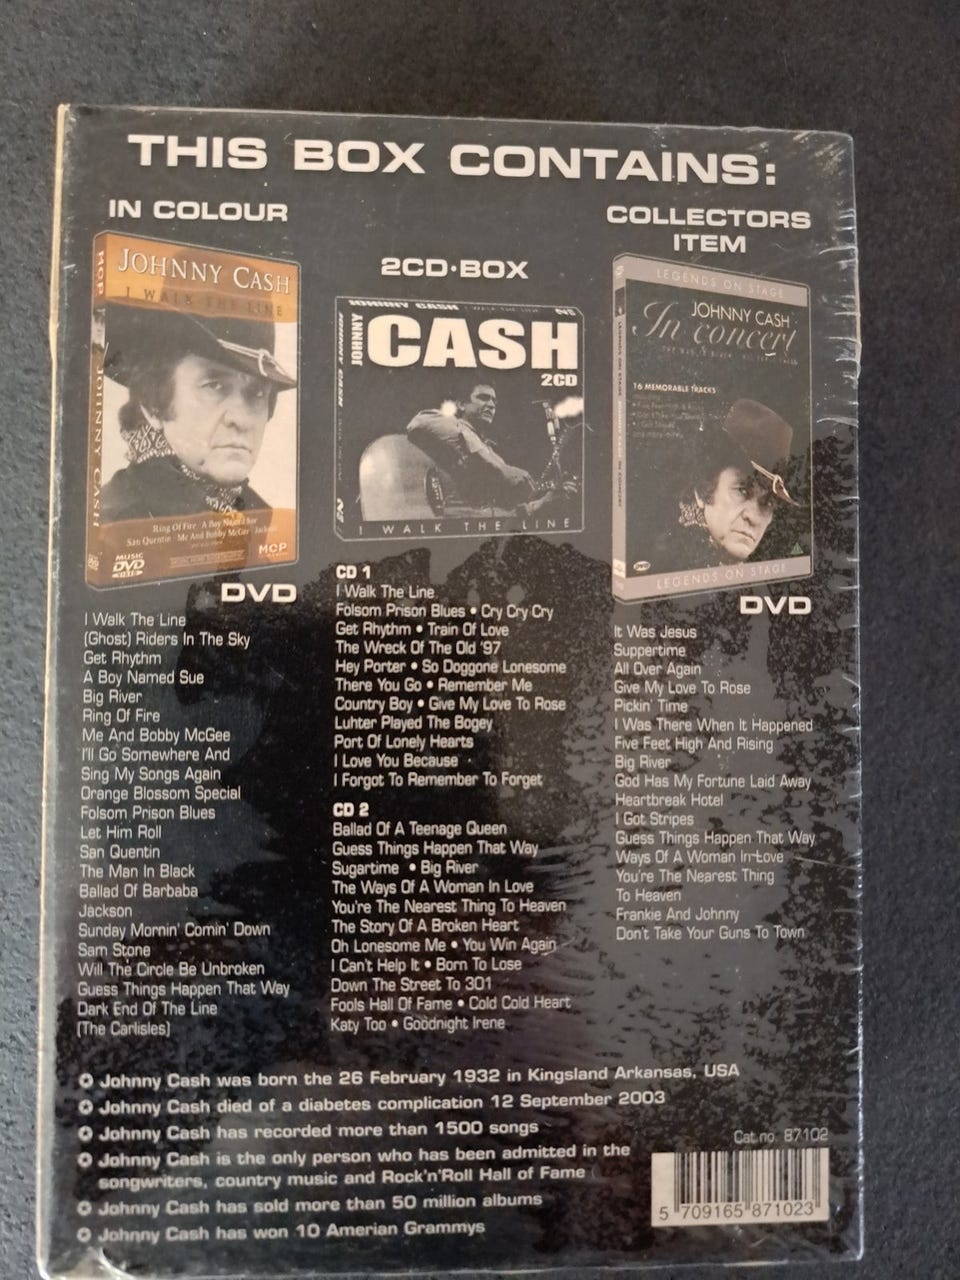 THIS BOX CONTAINS:
IN COLOUR
MCP
JOHNNY CASH
JOHNNY CASH
I WALK THE LINE
Ring Of Fire A Boy Named Sue
San Quentin Me And Bobby McGee Jackson
MUSIC
DVD
VIDEO
MCP
DVD
I Walk The Line
(Ghost) Riders In The Sky
Get Rhythm
A Boy Named Sue
Big River
Ring Of Fire
Me And Bobby McGee
I'll Go Somewhere And
Sing My Songs Again
Orange Blossom Special
Folsom Prison Blues
Let Him Roll
San Quentin
The Man In Black
Ballad Of Barbaba
Jackson
Sunday Mornin' Comin' Down
Sam Stone
Will The Circle Be Unbroken
Guess Things Happen That Way
Dark End Of The Line
(The Carlisles)
2CD•BOX
JOHNNY CASH I WALK THE LINE
JOHNNY CASH
JOHNNY
CASH
2CD
I WALK THE LINE
CD 1
I Walk The Line
Folsom Prison Blues • Cry Cry Cry
Get Rhythm • Train Of Love
The Wreck Of The Old '97
Hey Porter • So Doggone Lonesome
There You Go • Remember Me
Country Boy • Give My Love To Rose
Luhter Played The Bogey
Port Of Lonely Hearts
I Love You Because
I Forgot To Remember To Forget
CD 2
Ballad Of A Teenage Queen
Guess Things Happen That Way
Sugartime • Big River
The Ways Of A Woman In Love
You're The Nearest Thing To Heaven
The Story Of A Broken Heart
Oh Lonesome Me • You Win Again
I Can't Help It • Born To Lose
Down The Street To 301
Fools Hall Of Fame • Cold Cold Heart
Katy Too • Goodnight Irene
COLLECTORS
ITEM
LEGENDS ON STAGE
JOHNNY CASH
In concert
16 MEMORABLE TRACKS
LEGENDS ON STAGE
DVD
It Was Jesus
Suppertime
All Over Again
Give My Love To Rose
Pickin' Time
I Was There When It Happened
Five Feet High And Rising
Big River
God Has My Fortune Laid Away
Heartbreak Hotel
I Got Stripes
Guess Things Happen That Way
Ways Of A Woman In Love
You're The Nearest Thing
To Heaven
Frankie And Johnny
Don't Take Your Guns To Town
Johnny Cash was born the 26 February 1932 in Kingsland Arkansas, USA
Johnny Cash died of a diabetes complication 12 September 2003
Johnny Cash has recorded more than 1500 songs
Johnny Cash is the only person who has been admitted in the
songwriters, country music and Rock'n'Roll Hall of Fame
Johnny Cash has sold more than 50 million albums
Johnny Cash has won 10 Amerian Grammys
Cat.no. 87102
5 709165 871023